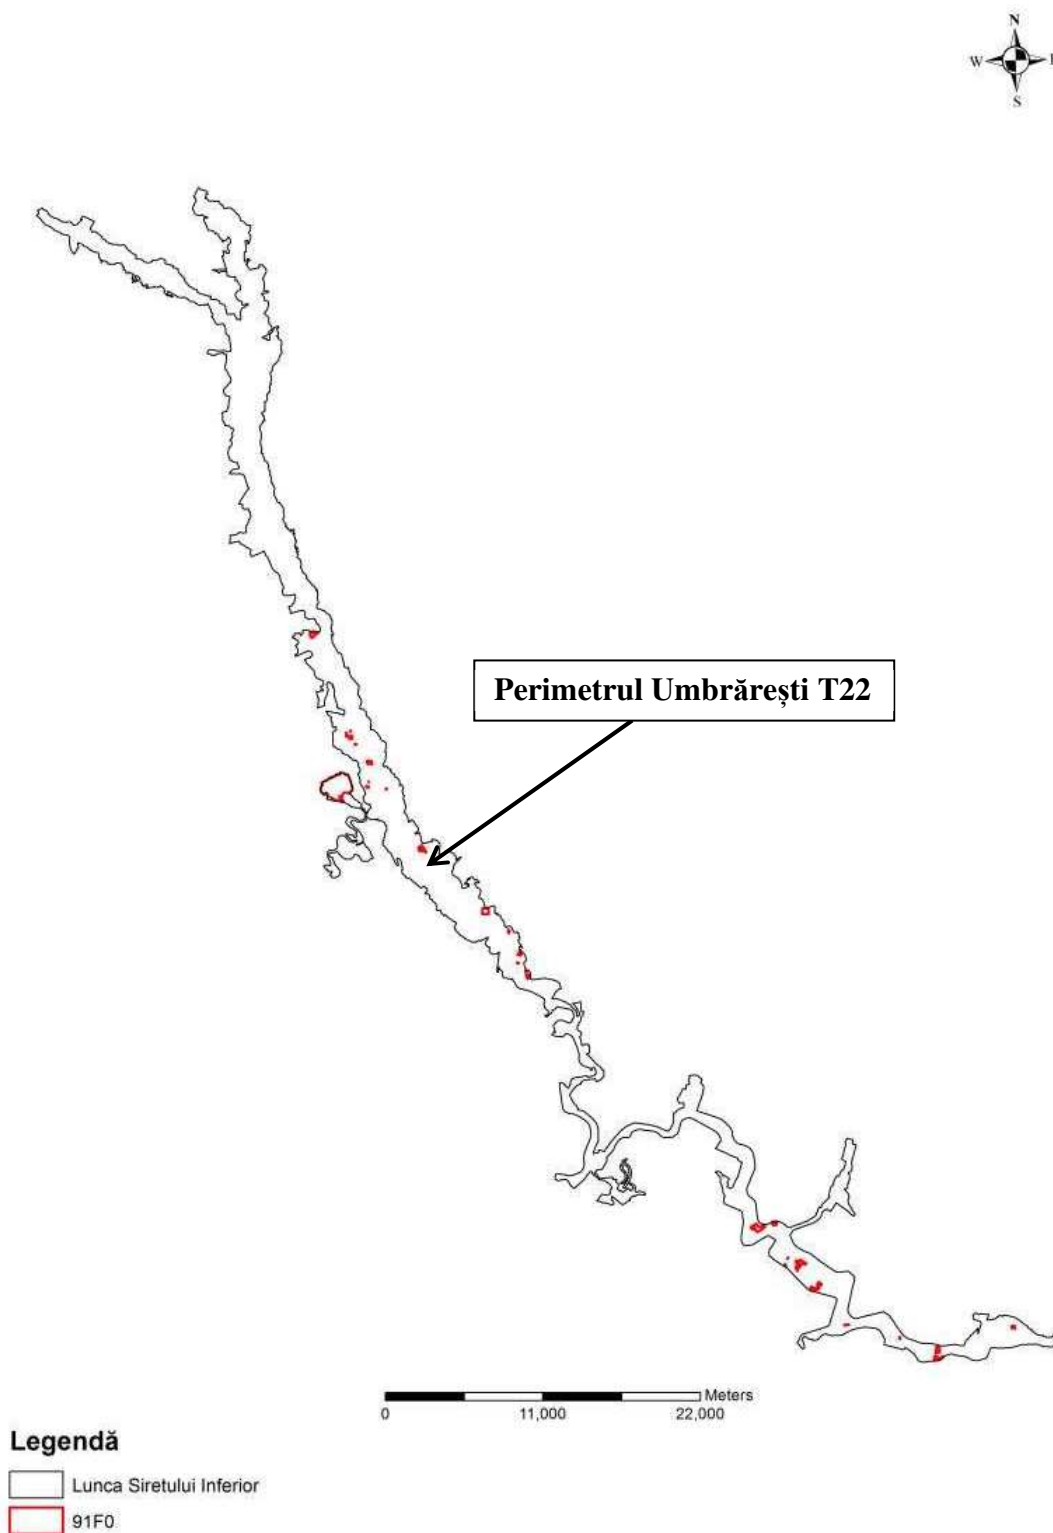 N
W
S
Perimetrul Umbrărești T22
Meters
0 11,000 22,000
Legendă
Lunca Siretului Inferior
91F0